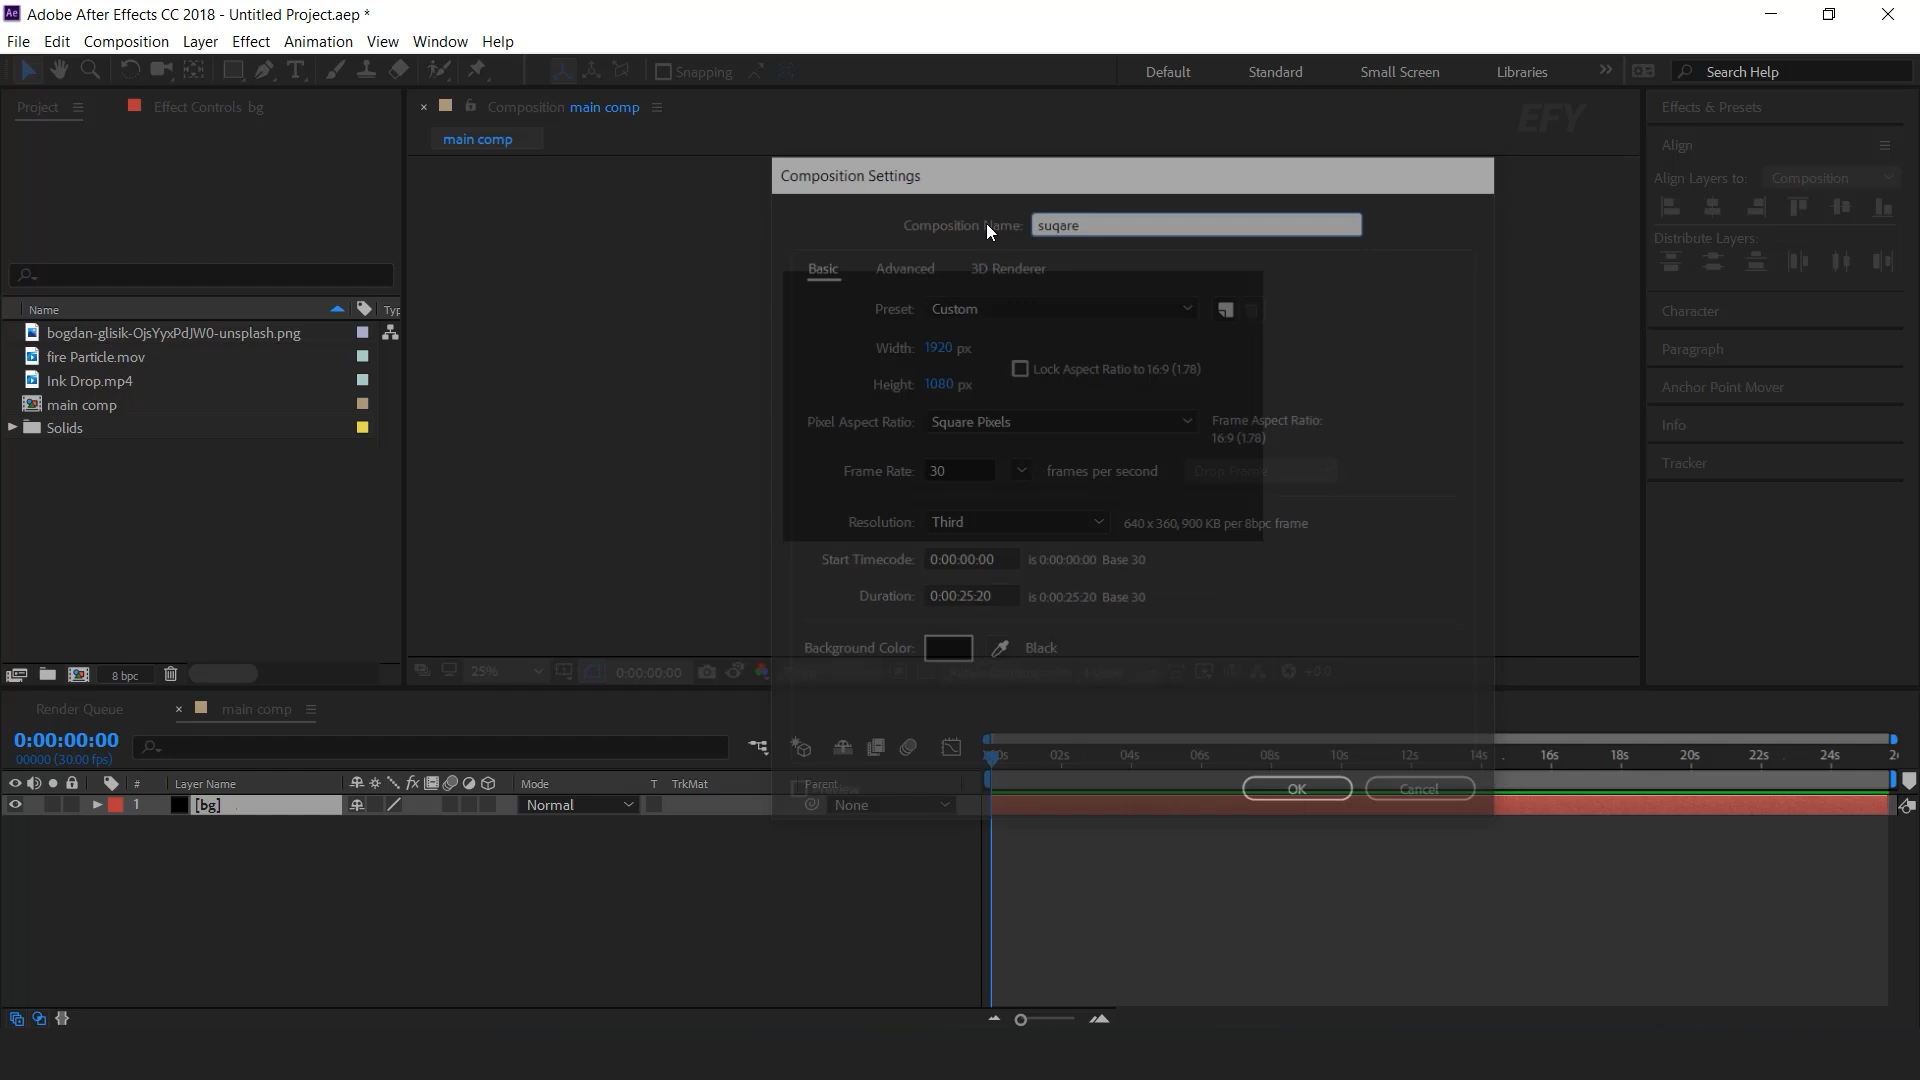 Adobe After Effects CC 2018 - Untitled Project.aep *
File Edit Composition Layer Effect Animation View Window Help
Snapping Default Standard Small Screen Libraries Search Help
Project Effect Controls bg
Composition main comp
EFY
main comp
Effects & Presets
Align
Align Layers to: Composition
Distribute Layers:
Character
Paragraph
Anchor Point Mover
Info
Tracker
Name Typ
bogdan-glisik-OjsYyxPdJW0-unsplash.png
fire Particle.mov
Ink Drop.mp4
main comp
Solids
8 bpc
Composition Settings
Composition Name: suqare
Basic Advanced 3D Renderer
Preset: Custom
Width: 1920 px
Lock Aspect Ratio to 16:9 (1.78)
Height: 1080 px
Pixel Aspect Ratio: Square Pixels
Frame Aspect Ratio:
16:9 (1.78)
Frame Rate: 30 frames per second Drop Frame
Resolution: Third 640 x 360, 900 KB per 8bpc frame
Start Timecode: 0:00:00:00 is 0:00:00:00 Base 30
Duration: 0:00:25:20 is 0:00:25:20 Base 30
Background Color: Black
OK Cancel
25% 0:00:00:00 +0.0
Render Queue main comp
0:00:00:00
00000 (30.00 fps)
02s 04s 06s 08s 10s 12s 14s 16s 18s 20s 22s 24s
# Layer Name Mode T TrkMat Parent
1 [bg] Normal None